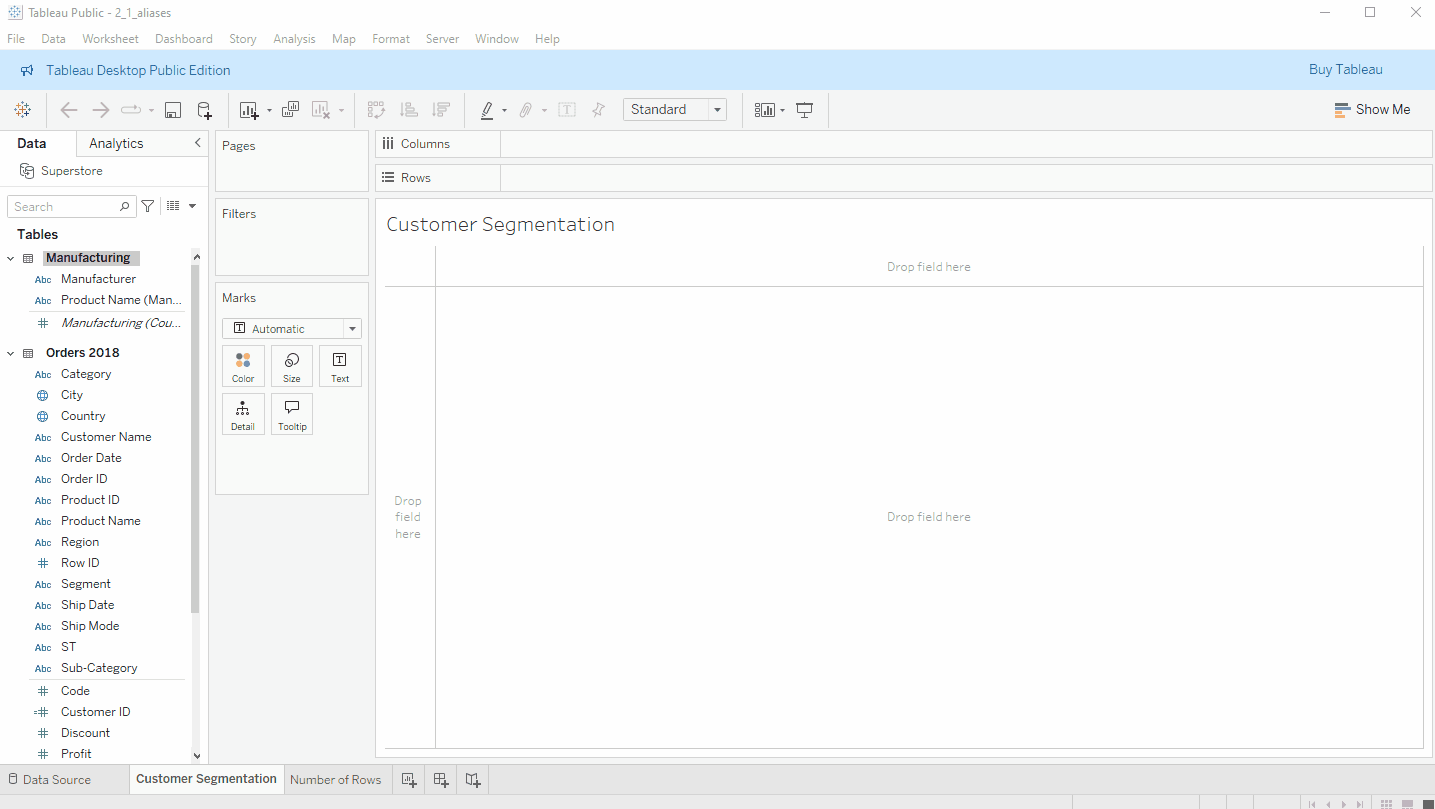 Tableau Public - 2_1_aliases
File Data Worksheet Dashboard Story Analysis Map Format Server Window Help
Tableau Desktop Public Edition
Buy Tableau
Standard
Show Me
Data
Analytics
Superstore
Search
Tables
Manufacturing
Abc Manufacturer
Abc Product Name (Man...
Manufacturing (Cou...
Orders 2018
Abc Category
City
Country
Abc Customer Name
Abc Order Date
Abc Order ID
Abc Product ID
Abc Product Name
Abc Region
Row ID
Abc Segment
Abc Ship Date
Abc Ship Mode
Abc ST
Abc Sub-Category
Code
Customer ID
Discount
Profit
Pages
Filters
Marks
Automatic
Color Size Text
Detail Tooltip
Columns
Rows
Customer Segmentation
Drop field here
Drop
field
here
Drop field here
Data Source
Customer Segmentation
Number of Rows